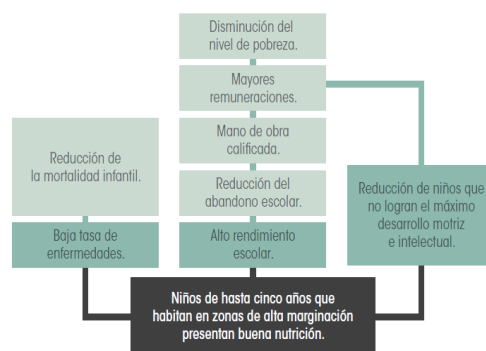 Disminución del
nivel de pobreza.
Mayores
remuneraciones.
Mano de obra
calificada.
Reducción de
la mortalidad infantil.
Reducción del
abandono escolar.
Reducción de niños que
no logran el máximo
desarrollo motriz
e intelectual.
Baja tasa de
enfermedades.
Alto rendimiento
escolar.
Niños de hasta cinco años que
habitan en zonas de alta marginación
presentan buena nutrición.